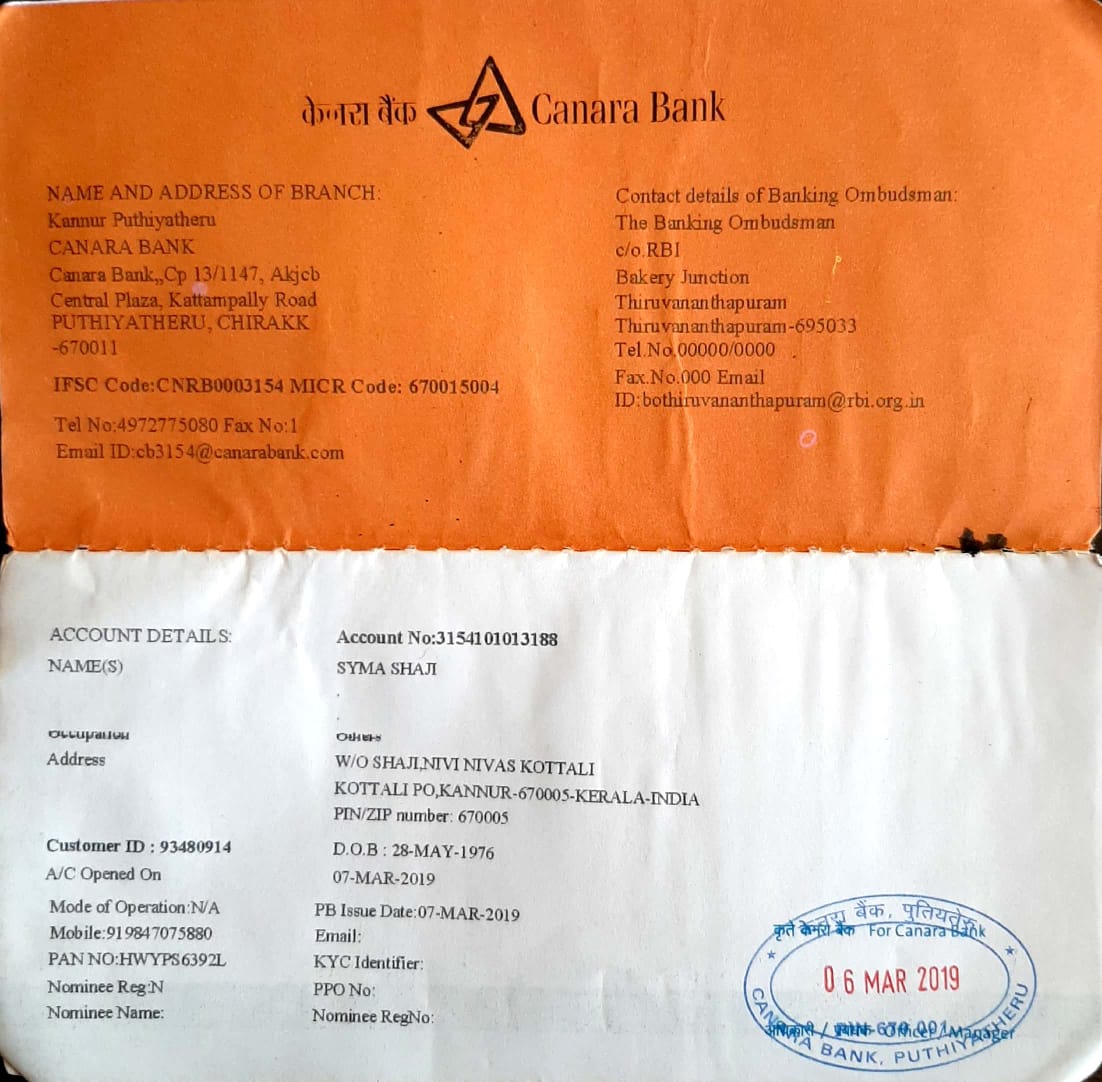 केनरा बैंक Canara Bank
NAME AND ADDRESS OF BRANCH:
Kannur Puthiyatheru
CANARA BANK
Canara Bank,,Cp 13/1147, Akjcb
Central Plaza, Kattampally Road
PUTHIYATHERU, CHIRAKK
-670011
IFSC Code:CNRB0003154 MICR Code: 670015004
Tel No:4972775080 Fax No:1
Email ID:cb3154@canarabank.com
Contact details of Banking Ombudsman:
The Banking Ombudsman
c/o.RBI
Bakery Junction
Thiruvananthapuram
Thiruvananthapuram-695033
Tel.No.00000/0000
Fax.No.000 Email
ID:bothiruvananthapuram@rbi.org.in
ACCOUNT DETAILS: Account No:3154101013188
NAME(S) SYMA SHAJI
.
.
Occupation Others
Address W/O SHAJI,NIVI NIVAS KOTTALI
KOTTALI PO,KANNUR-670005-KERALA-INDIA
PIN/ZIP number: 670005
Customer ID : 93480914 D.O.B : 28-MAY-1976
A/C Opened On 07-MAR-2019
Mode of Operation:N/A PB Issue Date:07-MAR-2019
Mobile:919847075880 Email:
PAN NO:HWYPS6392L KYC Identifier:
Nominee Reg:N PPO No:
Nominee Name: Nominee RegNo:
केनरा बैंक, पुतियतेरु
कृते केनरा बैंक For Canara Bank
06 MAR 2019
अधिकारी / प्रबंधक Officer / Manager
CANARA BANK, PUTHIYATHERU